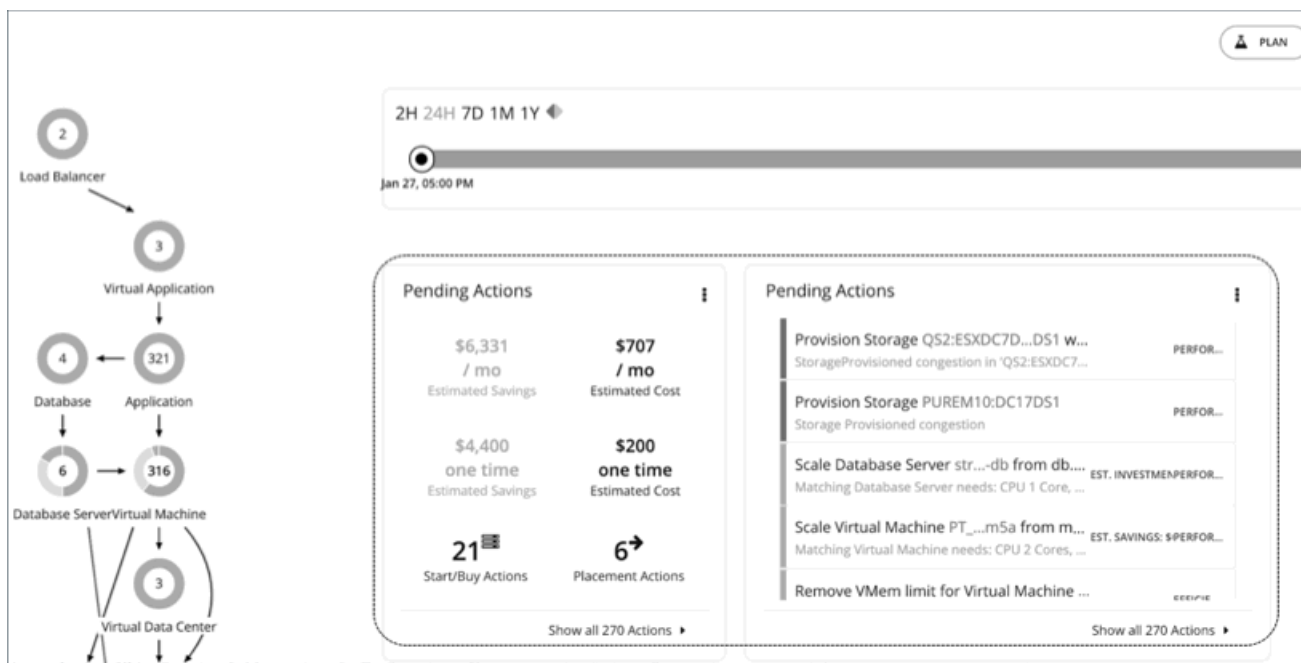 PLAN
2H 24H 7D 1M 1Y
Jan 27, 05:00 PM
2
Load Balancer
3
Virtual Application
4
321
Database
Application
6
316
Database Server
Virtual Machine
3
Virtual Data Center
Pending Actions
$6,331
/ mo
Estimated Savings
$707
/ mo
Estimated Cost
$4,400
one time
Estimated Savings
$200
one time
Estimated Cost
21
Start/Buy Actions
6
Placement Actions
Show all 270 Actions
Pending Actions
Provision Storage QS2:ESXDC7D...DS1 w...
StorageProvisioned congestion in 'QS2:ESXDC7...
PERFOR...
Provision Storage PUREM10:DC17DS1
Storage Provisioned congestion
PERFOR...
Scale Database Server str...-db from db....
Matching Database Server needs: CPU 1 Core, ...
EST. INVESTMEN
PERFOR...
Scale Virtual Machine PT_...m5a from m...
Matching Virtual Machine needs: CPU 2 Cores, ...
EST. SAVINGS: $
PERFOR...
Remove VMem limit for Virtual Machine ...
Show all 270 Actions